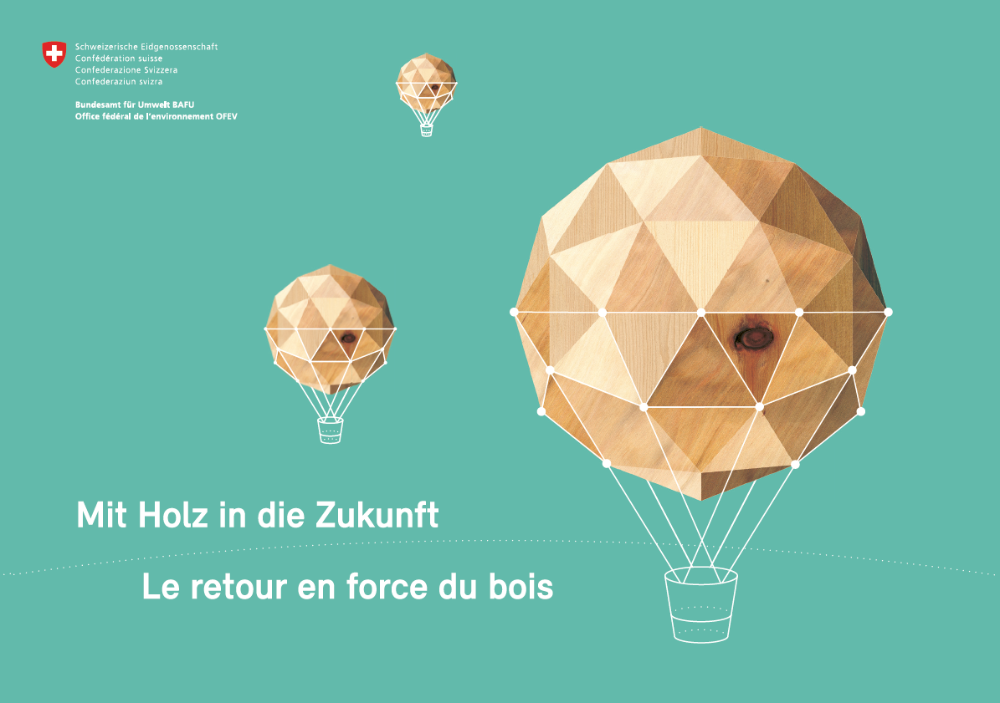 Schweizerische Eidgenossenschaft
Confédération suisse
Confederazione Svizzera
Confederaziun svizra
Bundesamt für Umwelt BAFU
Office fédéral de l'environnement OFEV
Mit Holz in die Zukunft
Le retour en force du bois